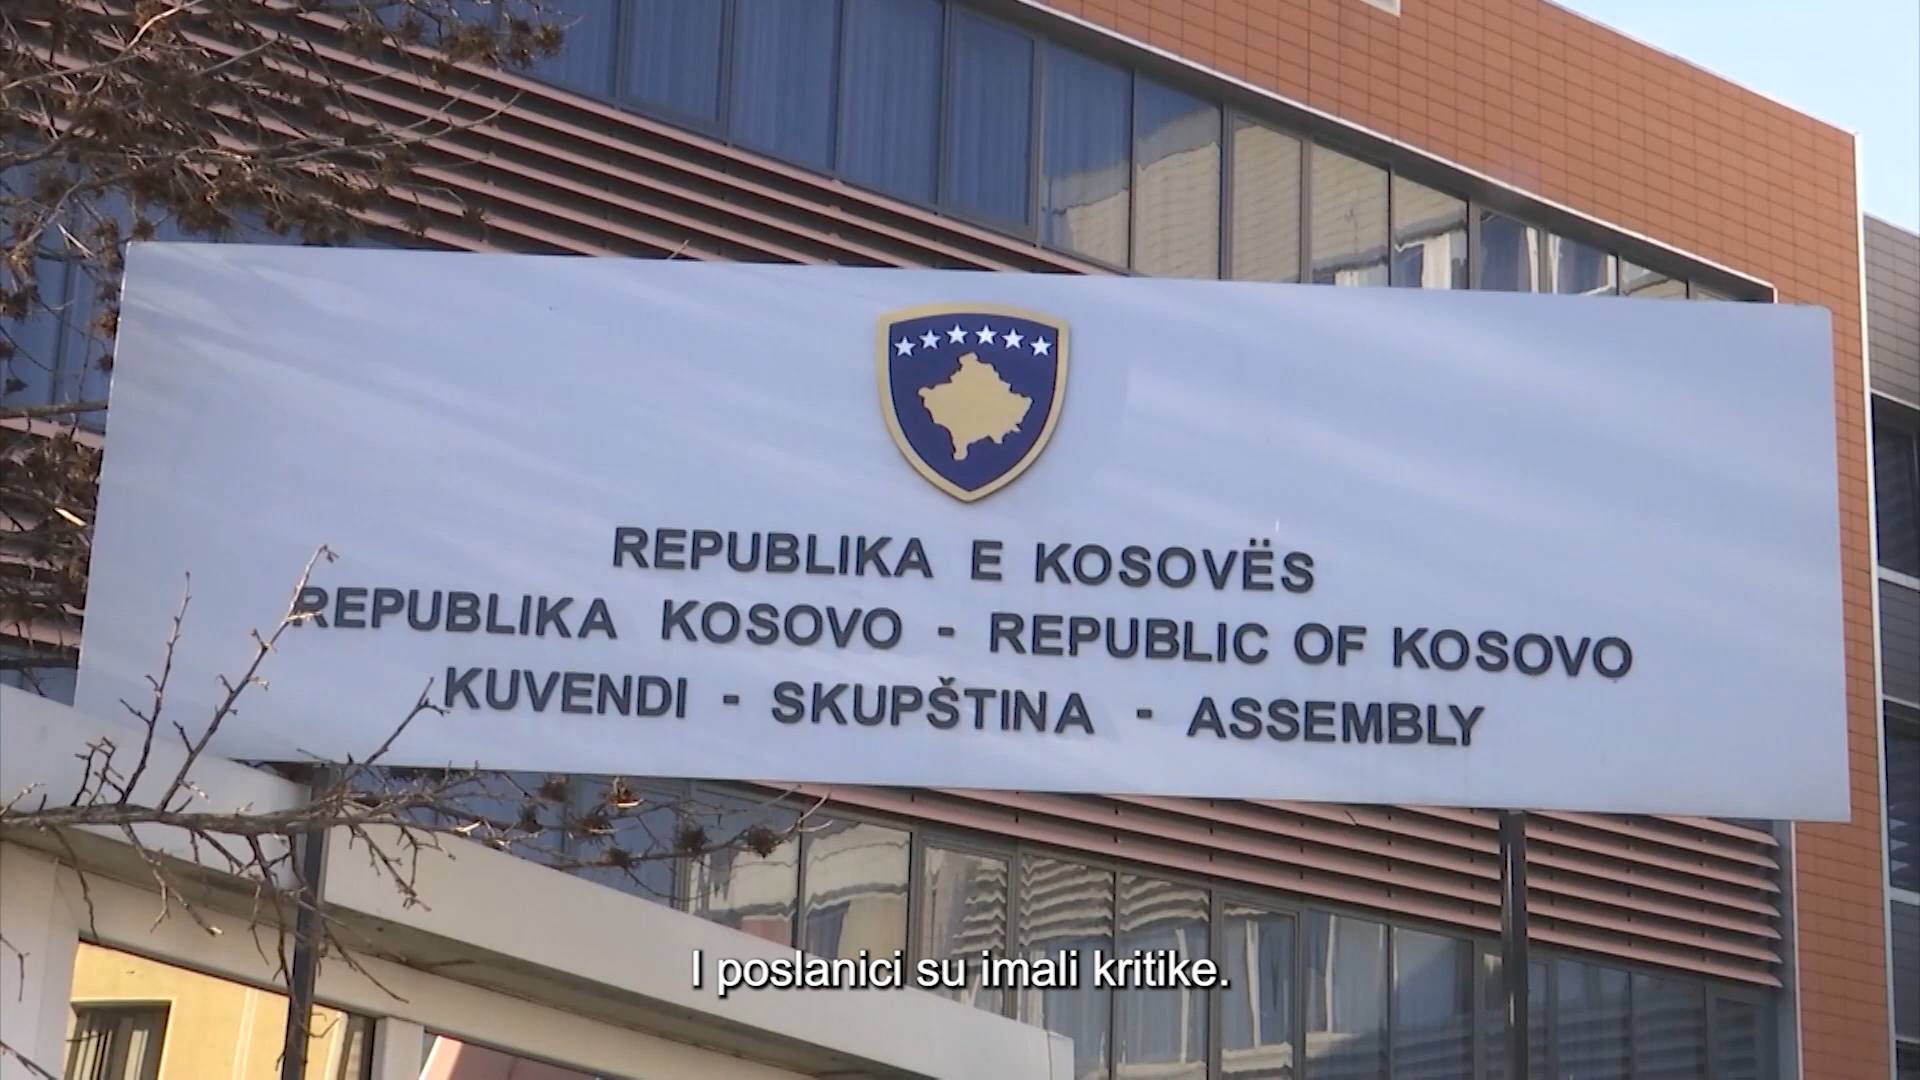 REPUBLIKA E KOSOVËS
REPUBLIKA KOSOVO - REPUBLIC OF KOSOVO
KUVENDI - SKUPŠTINA - ASSEMBLY
I poslanici su imali kritike.